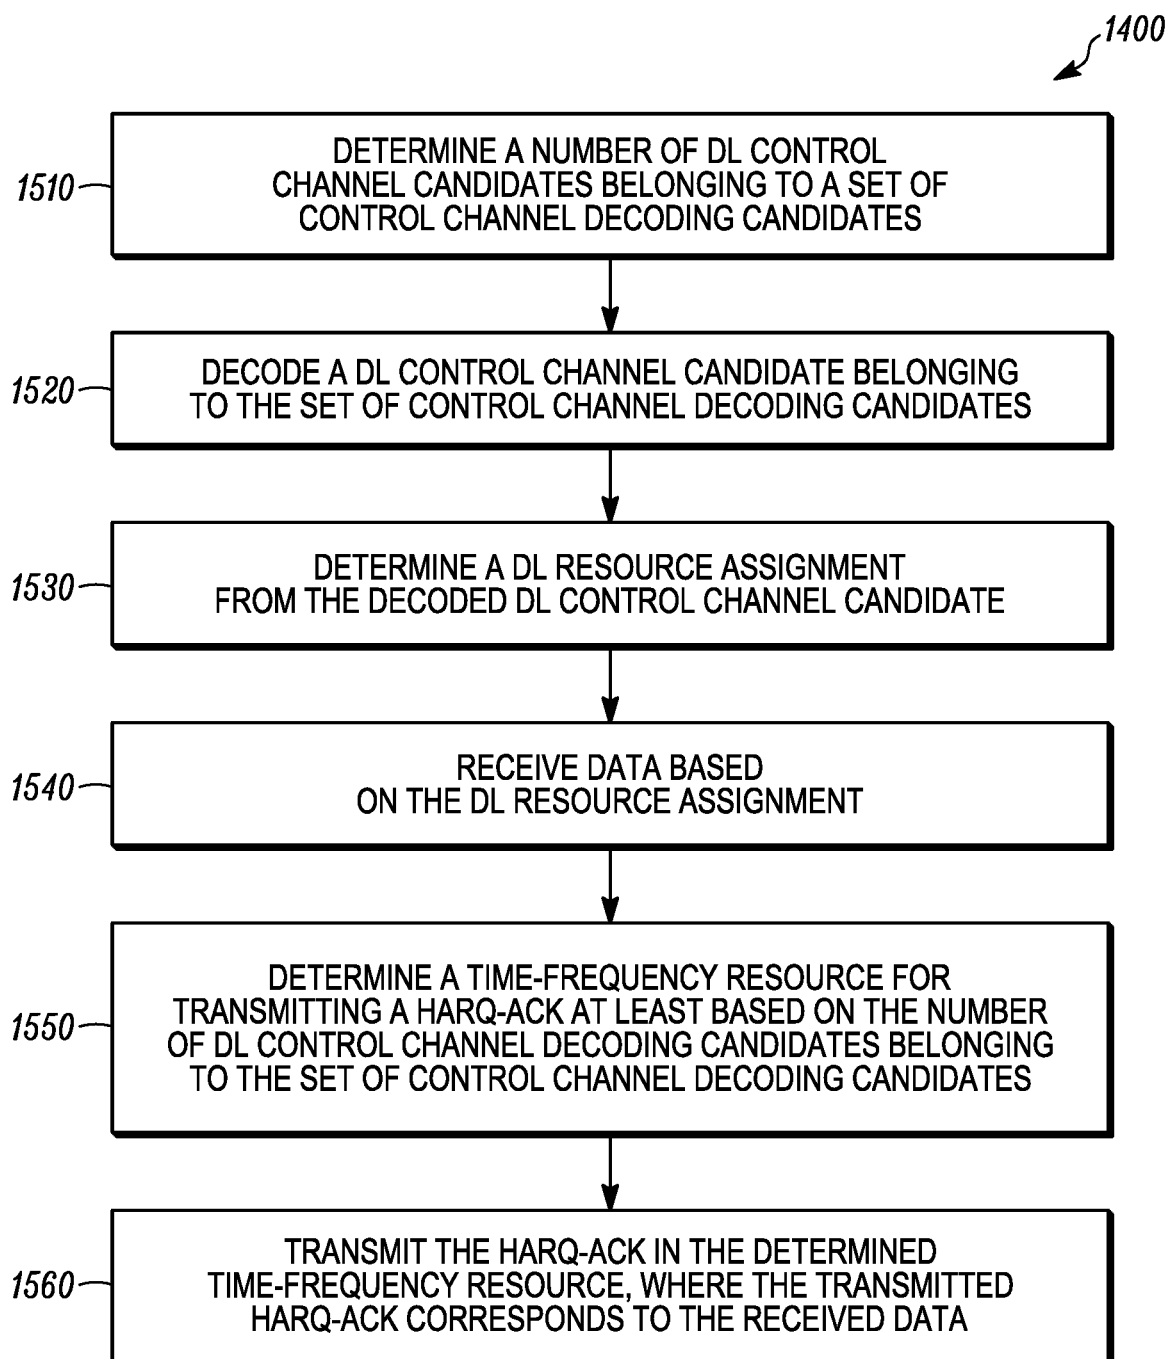 1400
1510
DETERMINE A NUMBER OF DL CONTROL
CHANNEL CANDIDATES BELONGING TO A SET OF
CONTROL CHANNEL DECODING CANDIDATES
1520
DECODE A DL CONTROL CHANNEL CANDIDATE BELONGING
TO THE SET OF CONTROL CHANNEL DECODING CANDIDATES
1530
DETERMINE A DL RESOURCE ASSIGNMENT
FROM THE DECODED DL CONTROL CHANNEL CANDIDATE
1540
RECEIVE DATA BASED
ON THE DL RESOURCE ASSIGNMENT
1550
DETERMINE A TIME-FREQUENCY RESOURCE FOR
TRANSMITTING A HARQ-ACK AT LEAST BASED ON THE NUMBER
OF DL CONTROL CHANNEL DECODING CANDIDATES BELONGING
TO THE SET OF CONTROL CHANNEL DECODING CANDIDATES
1560
TRANSMIT THE HARQ-ACK IN THE DETERMINED
TIME-FREQUENCY RESOURCE, WHERE THE TRANSMITTED
HARQ-ACK CORRESPONDS TO THE RECEIVED DATA